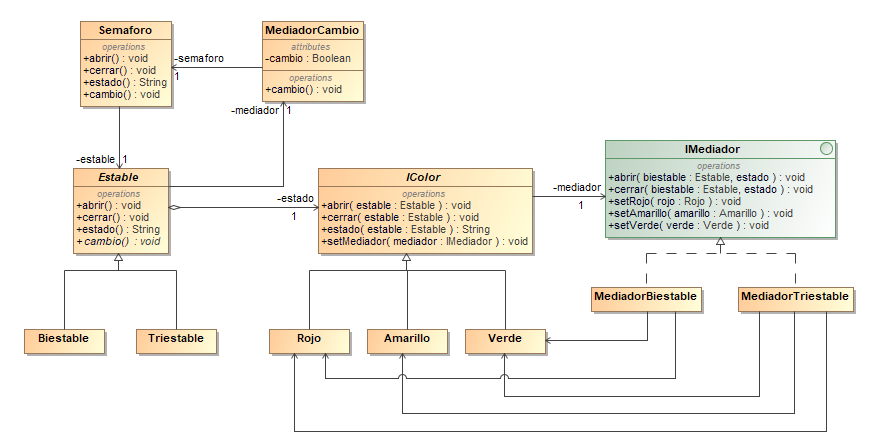 Semaforo
operations
+abrir() : void
+cerrar() : void
+estado() : String
+cambio() : void
MediadorCambio
attributes
-cambio : Boolean
operations
+cambio() : void
-semaforo
1
-mediador
1
-estable
1
Estable
operations
+abrir() : void
+cerrar() : void
+estado() : String
+cambio() : void
-estado
1
IColor
operations
+abrir( estable : Estable ) : void
+cerrar( estable : Estable ) : void
+estado( estable : Estable ) : String
+setMediador( mediador : IMediador ) : void
-mediador
1
IMediador
operations
+abrir( biestable : Estable, estado ) : void
+cerrar( biestable : Estable, estado ) : void
+setRojo( rojo : Rojo ) : void
+setAmarillo( amarillo : Amarillo ) : void
+setVerde( verde : Verde ) : void
MediadorBiestable
MediadorTriestable
Biestable
Triestable
Rojo
Amarillo
Verde